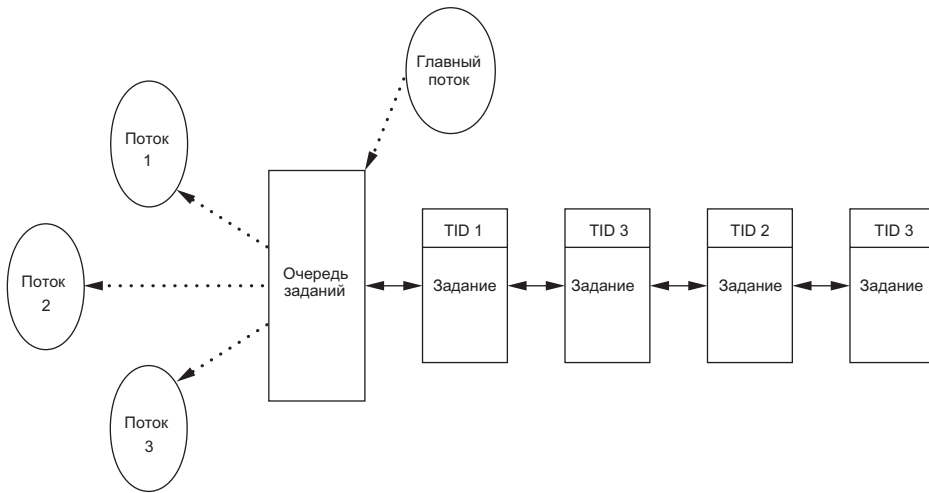 Главный
поток
Поток
1
Поток
2
Поток
3
Очередь
заданий
TID 1
Задание
TID 3
Задание
TID 2
Задание
TID 3
Задание